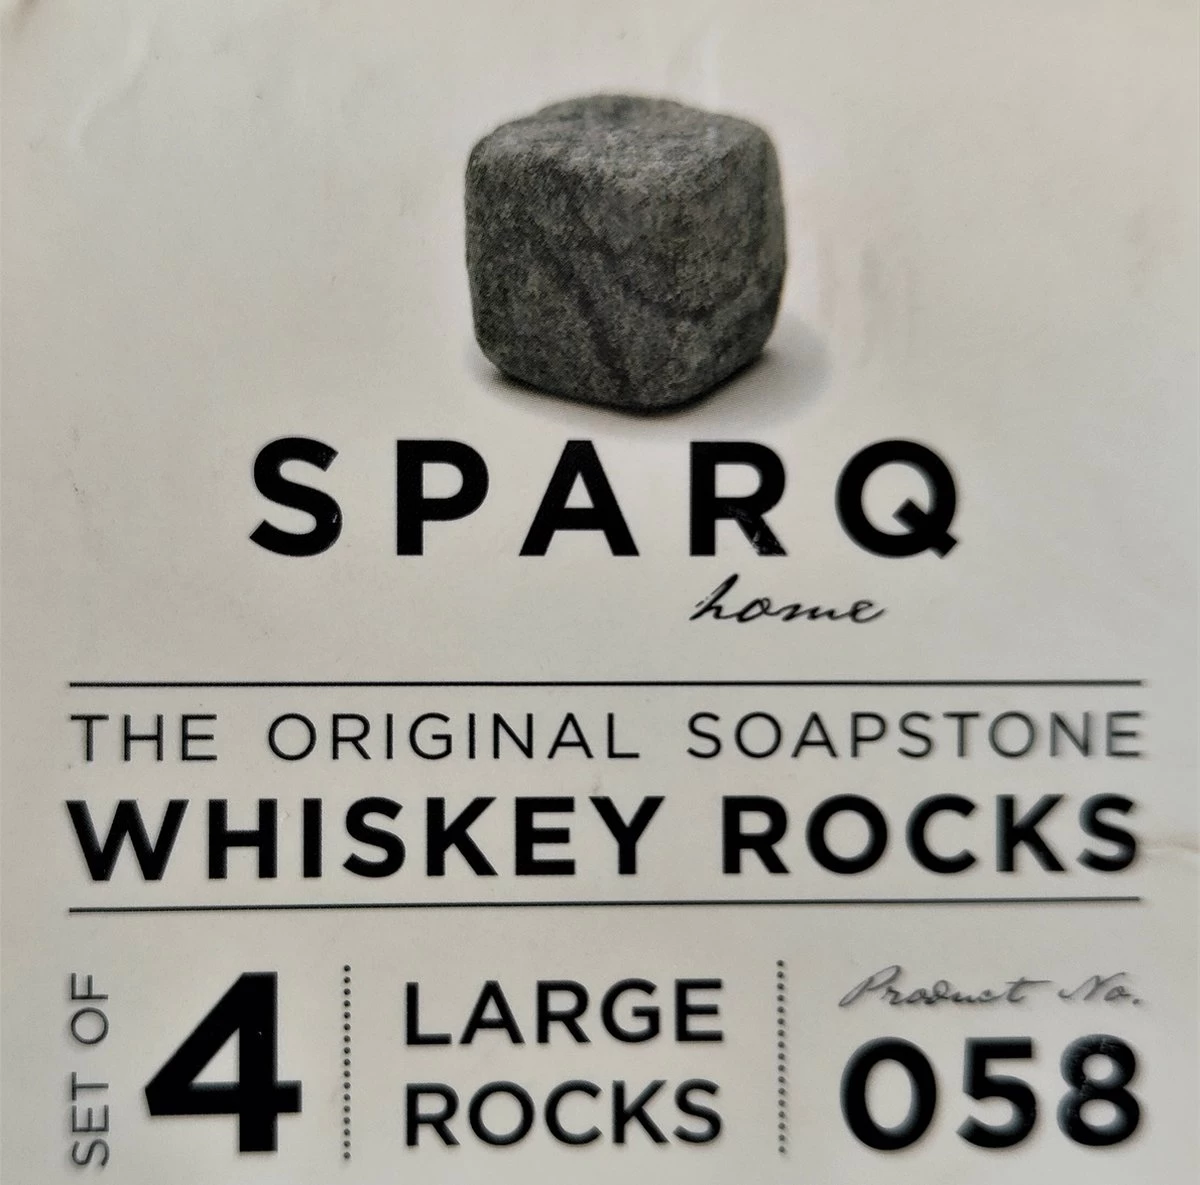 SPARQ
home
THE ORIGINAL SOAPSTONE
WHISKEY ROCKS
SET OF
4
LARGE
ROCKS
Product No.
058